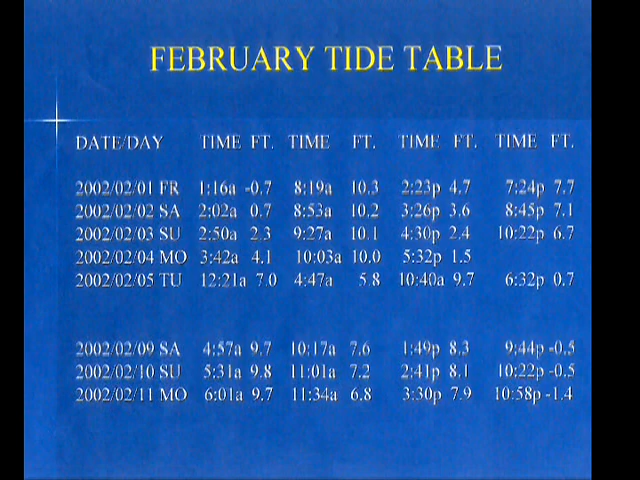 FEBRUARY TIDE TABLE
DATE/DAY TIME FT. TIME FT. TIME FT. TIME FT.
2002/02/01 FR 1:16a -0.7 8:19a 10.3 2:23p 4.7 7:24p 7.7
2002/02/02 SA 2:02a 0.7 8:53a 10.2 3:26p 3.6 8:45p 7.1
2002/02/03 SU 2:50a 2.3 9:27a 10.1 4:30p 2.4 10:22p 6.7
2002/02/04 MO 3:42a 4.1 10:03a 10.0 5:32p 1.5
2002/02/05 TU 12:21a 7.0 4:47a 5.8 10:40a 9.7 6:32p 0.7
2002/02/09 SA 4:57a 9.7 10:17a 7.6 1:49p 8.3 9:44p -0.5
2002/02/10 SU 5:31a 9.8 11:01a 7.2 2:41p 8.1 10:22p -0.5
2002/02/11 MO 6:01a 9.7 11:34a 6.8 3:30p 7.9 10:58p -1.4